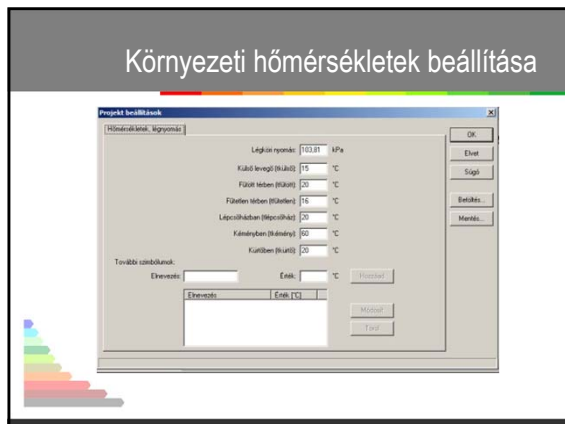 Környezeti hőmérsékletek beállítása
Projekt beállítások
Hőmérsékletek, légnyomás
Légköri nyomás: 103,81 kPa
Külső levegő (tkülső): 15 °C
Fűtött térben (tfűtött): 20 °C
Fűtetlen térben (tfűtetlen): 16 °C
Lépcsőházban (tlépcsőház): 20 °C
Kéményben (tkémény): 60 °C
Kürtőben (tkürtő): 20 °C
További szimbólumok:
Elnevezés: Érték: °C Hozzáad
Elnevezés Érték [°C]
Módosít
Töröl
OK
Elvet
Súgó
Betöltés...
Mentés...